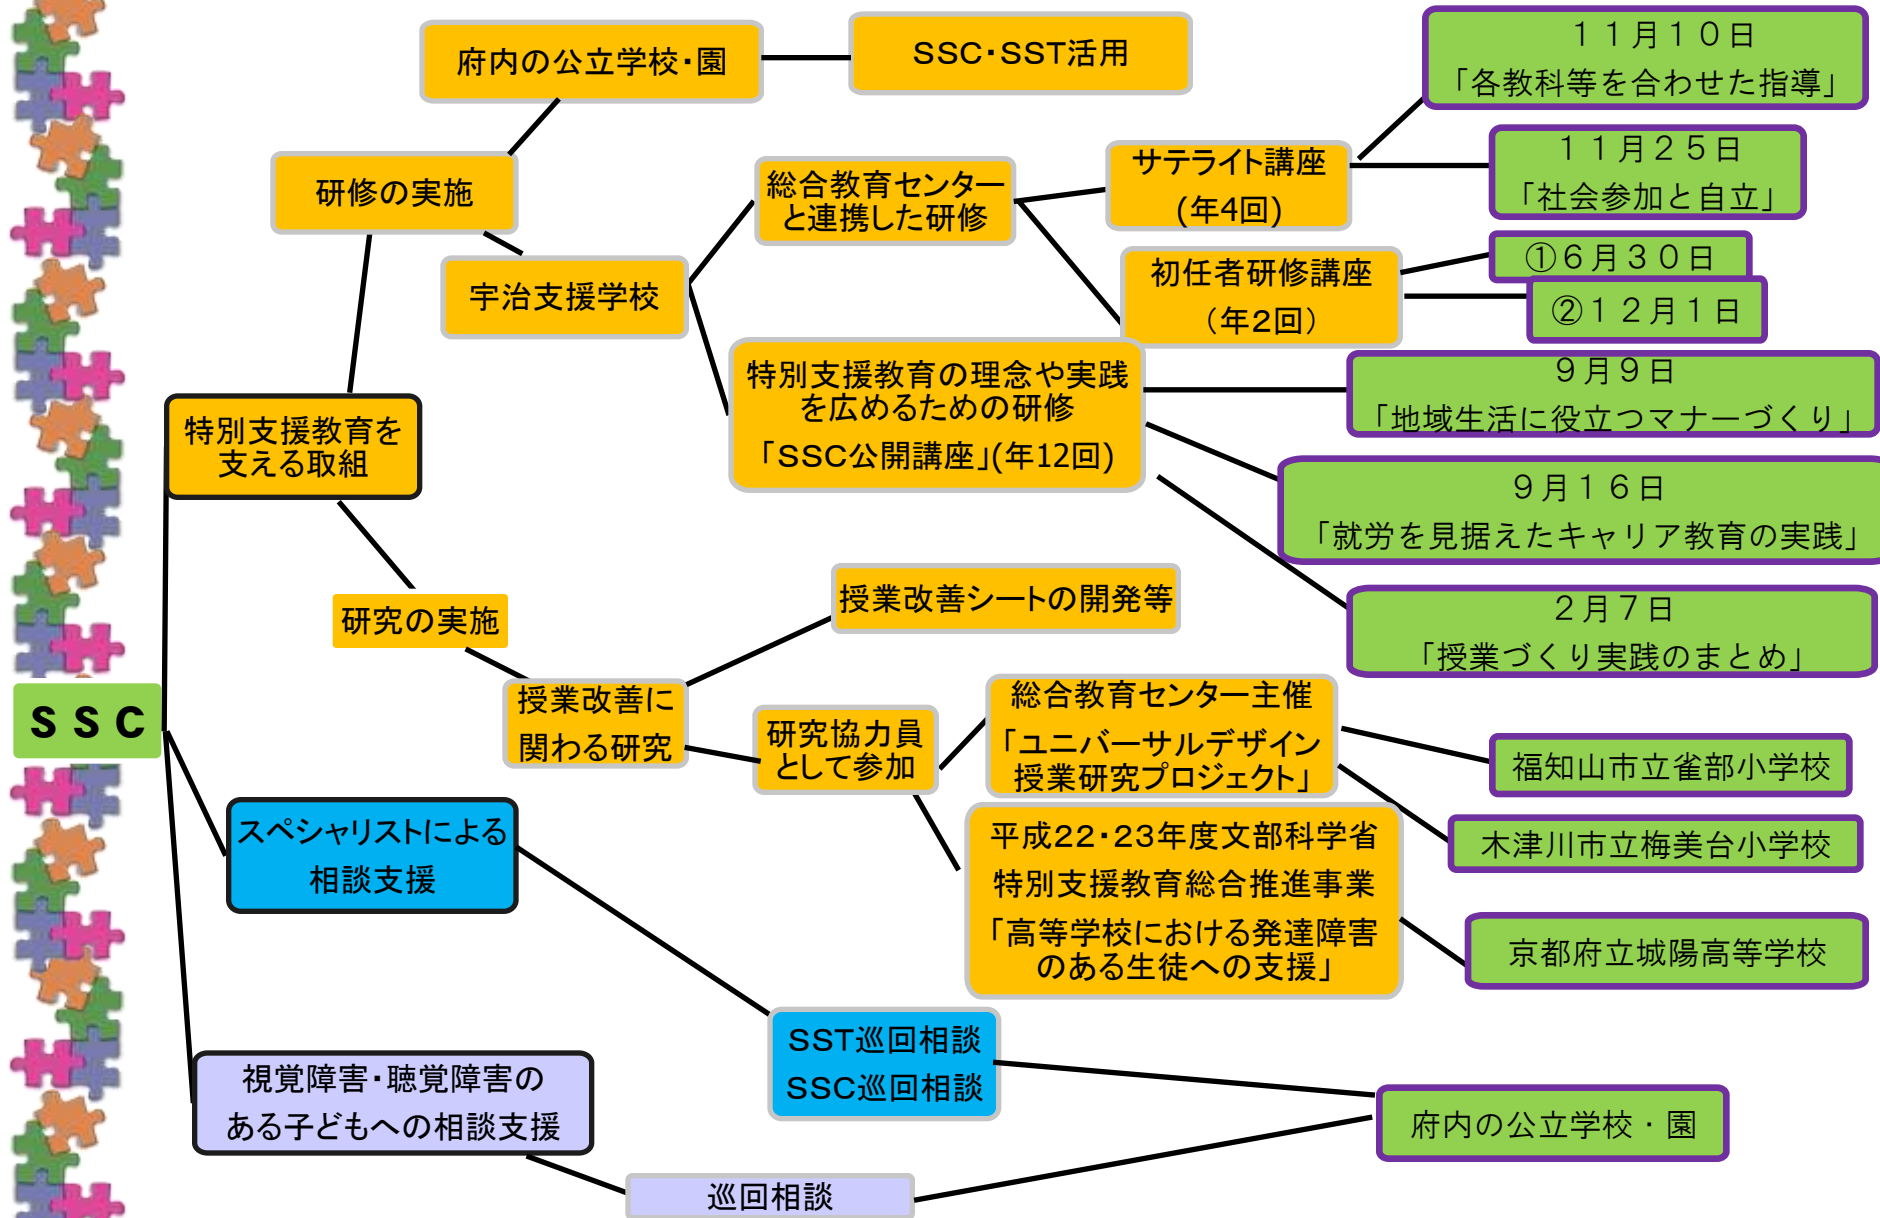 府内の公立学校・園
SSC・SST活用
１１月１０日
「各教科等を合わせた指導」
研修の実施
総合教育センター
と連携した研修
サテライト講座
(年4回)
１１月２５日
「社会参加と自立」
宇治支援学校
初任者研修講座
（年２回）
①６月３０日
②１２月１日
特別支援教育の理念や実践
を広めるための研修
「SSC公開講座」(年12回)
９月９日
「地域生活に役立つマナーづくり」
特別支援教育を
支える取組
９月１６日
「就労を見据えたキャリア教育の実践」
研究の実施
授業改善シートの開発等
２月７日
「授業づくり実践のまとめ」
ＳＳＣ
授業改善に
関わる研究
研究協力員
として参加
総合教育センター主催
「ユニバーサルデザイン
授業研究プロジェクト」
福知山市立雀部小学校
木津川市立梅美台小学校
スペシャリストによる
相談支援
平成22・23年度文部科学省
特別支援教育総合推進事業
「高等学校における発達障害
のある生徒への支援」
京都府立城陽高等学校
SST巡回相談
SSC巡回相談
視覚障害・聴覚障害の
ある子どもへの相談支援
府内の公立学校・園
巡回相談